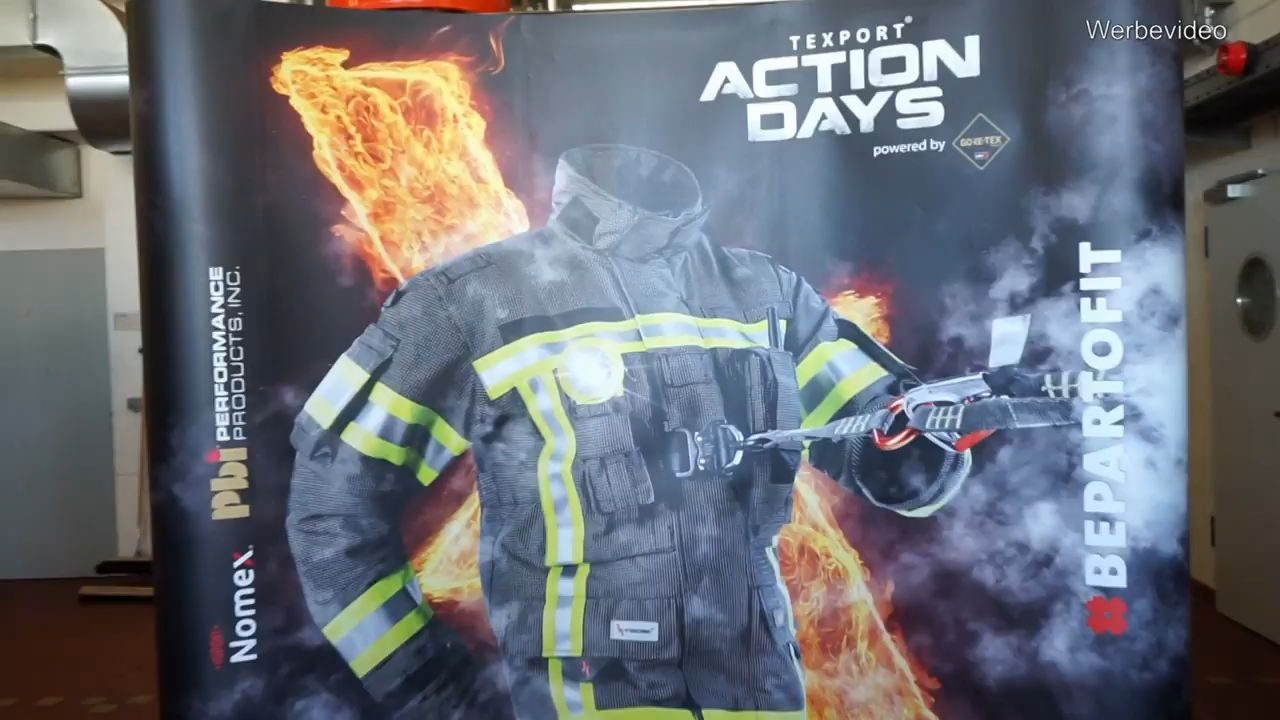 Werbevideo
TEXPORT®
ACTION
DAYS
powered by
GORE-TEX
pbi PERFORMANCE
PRODUCTS, INC.
Nomex®
#BEPARTOFIT